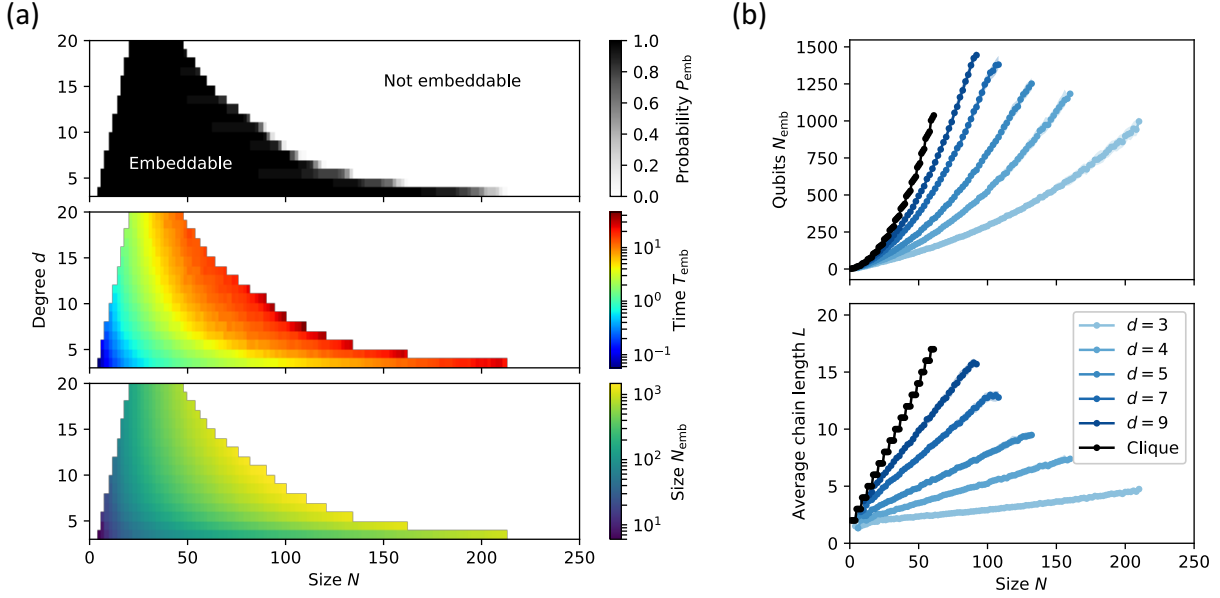 (a)
20
15
10
5
Not embeddable
Embeddable
1.0
0.8
0.6
0.4
0.2
0.0
Probability P_emb
20
15
10
5
Degree d
10^1
10^0
10^-1
Time T_emb
20
15
10
5
0
50
100
150
200
250
Size N
10^3
10^2
10^1
Size N_emb
(b)
1500
1250
1000
750
500
250
0
Qubits N_emb
20
15
10
5
0
Average chain length L
d = 3
d = 4
d = 5
d = 7
d = 9
Clique
0
50
100
150
200
250
Size N